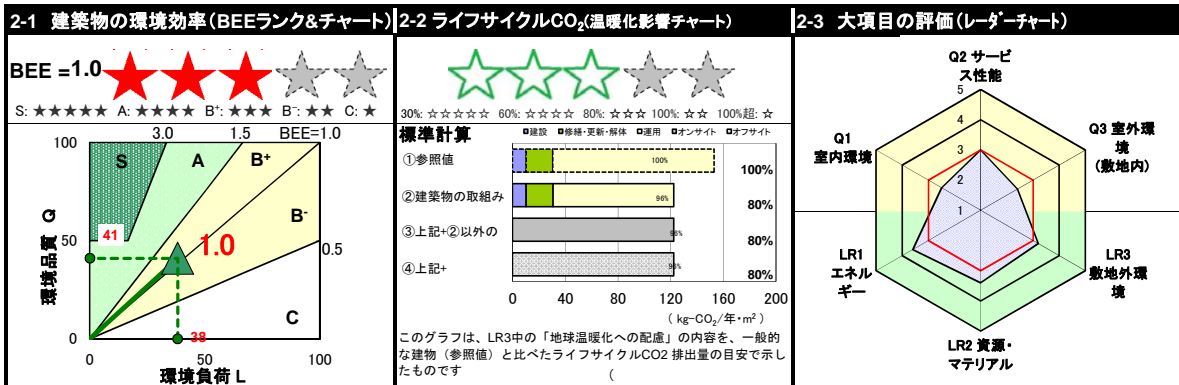 2-1 建築物の環境効率(BEEランク&チャート)
BEE =1.0
S: ★★★★★ A: ★★★★ B⁺: ★★★ B⁻: ★★ C: ★
3.0 1.5 BEE=1.0
100
S
A
B⁺
B⁻
0.5
C
環境品質 Q
50
41
1.0
0
38
0 50 100
環境負荷 L
2-2 ライフサイクルCO₂(温暖化影響チャート)
30%: ☆☆☆☆☆ 60%: ☆☆☆☆ 80%: ☆☆☆ 100%: ☆☆ 100%超: ☆
標準計算
■建設 ■修繕・更新・解体 □運用 ■オンサイト ■オフサイト
①参照値 100% 100%
②建築物の取組み 96% 80%
③上記+②以外の 96% 80%
④上記+ 96% 80%
0 40 80 120 160 200
( kg-CO₂/年・m² )
このグラフは、LR3中の「地球温暖化への配慮」の内容を、一般的
な建物(参照値)と比べたライフサイクルCO2 排出量の目安で示し
たものです (
2-3 大項目の評価(レーダーチャート)
Q2 サービ
ス性能
5
4
3
2
1
Q1
室内環境
Q3 室外環
境
(敷地内)
LR1
エネル
ギー
LR3
敷地外環
境
LR2 資源・
マテリアル